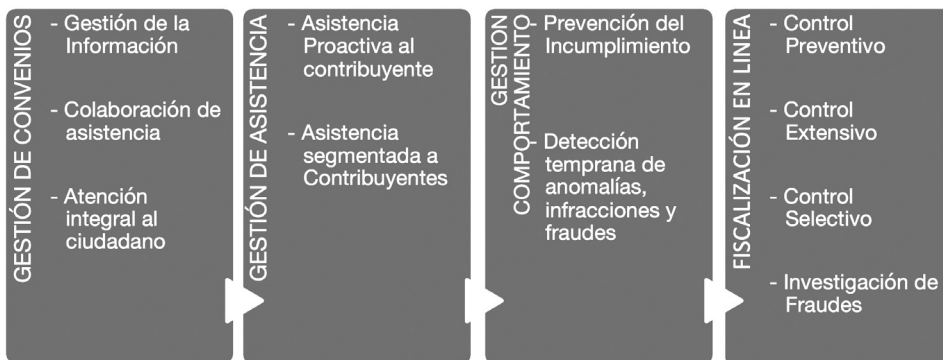 GESTIÓN DE CONVENIOS
- Gestión de la
Información
- Colaboración de
asistencia
- Atención
integral al
ciudadano
GESTIÓN DE ASISTENCIA
- Asistencia
Proactiva al
contribuyente
- Asistencia
segmentada a
Contribuyentes
GESTION
COMPORTAMIENTO
- Prevención del
Incumplimiento
- Detección
temprana de
anomalías,
infracciones y
fraudes
FISCALIZACIÓN EN LINEA
- Control
Preventivo
- Control
Extensivo
- Control
Selectivo
- Investigación de
Fraudes